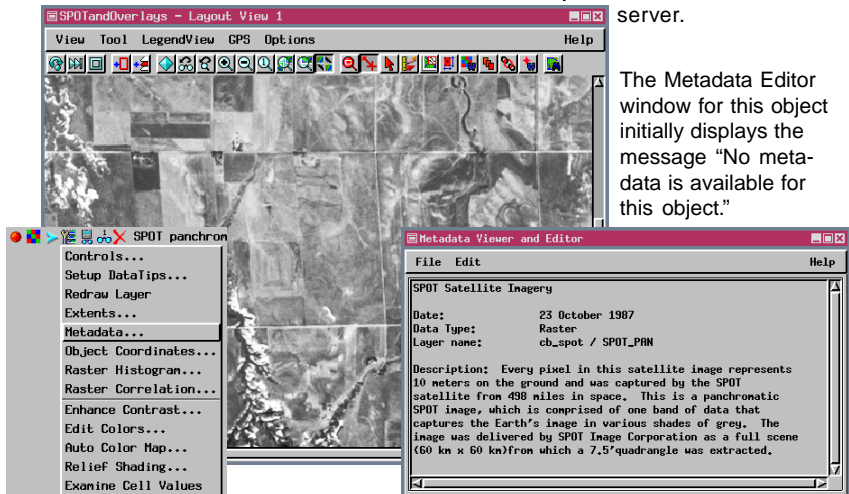 SPOTandOverlays - Layout View 1
View Tool LegendView GPS Options Help
server.
The Metadata Editor
window for this object
initially displays the
message “No meta-
data is available for
this object.”
SPOT panchrom
Controls...
Setup DataTips...
Redraw Layer
Extents...
Metadata...
Object Coordinates...
Raster Histogram...
Raster Correlation...
Enhance Contrast...
Edit Colors...
Auto Color Map...
Relief Shading...
Examine Cell Values
Metadata Viewer and Editor
File Edit Help
SPOT Satellite Imagery
Date: 23 October 1987
Data Type: Raster
Layer name: cb_spot / SPOT_PAN
Description: Every pixel in this satellite image represents
10 meters on the ground and was captured by the SPOT
satellite from 498 miles in space. This is a panchromatic
SPOT image, which is comprised of one band of data that
captures the Earth's image in various shades of grey. The
image was delivered by SPOT Image Corporation as a full scene
(60 km x 60 km)from which a 7.5'quadrangle was extracted.